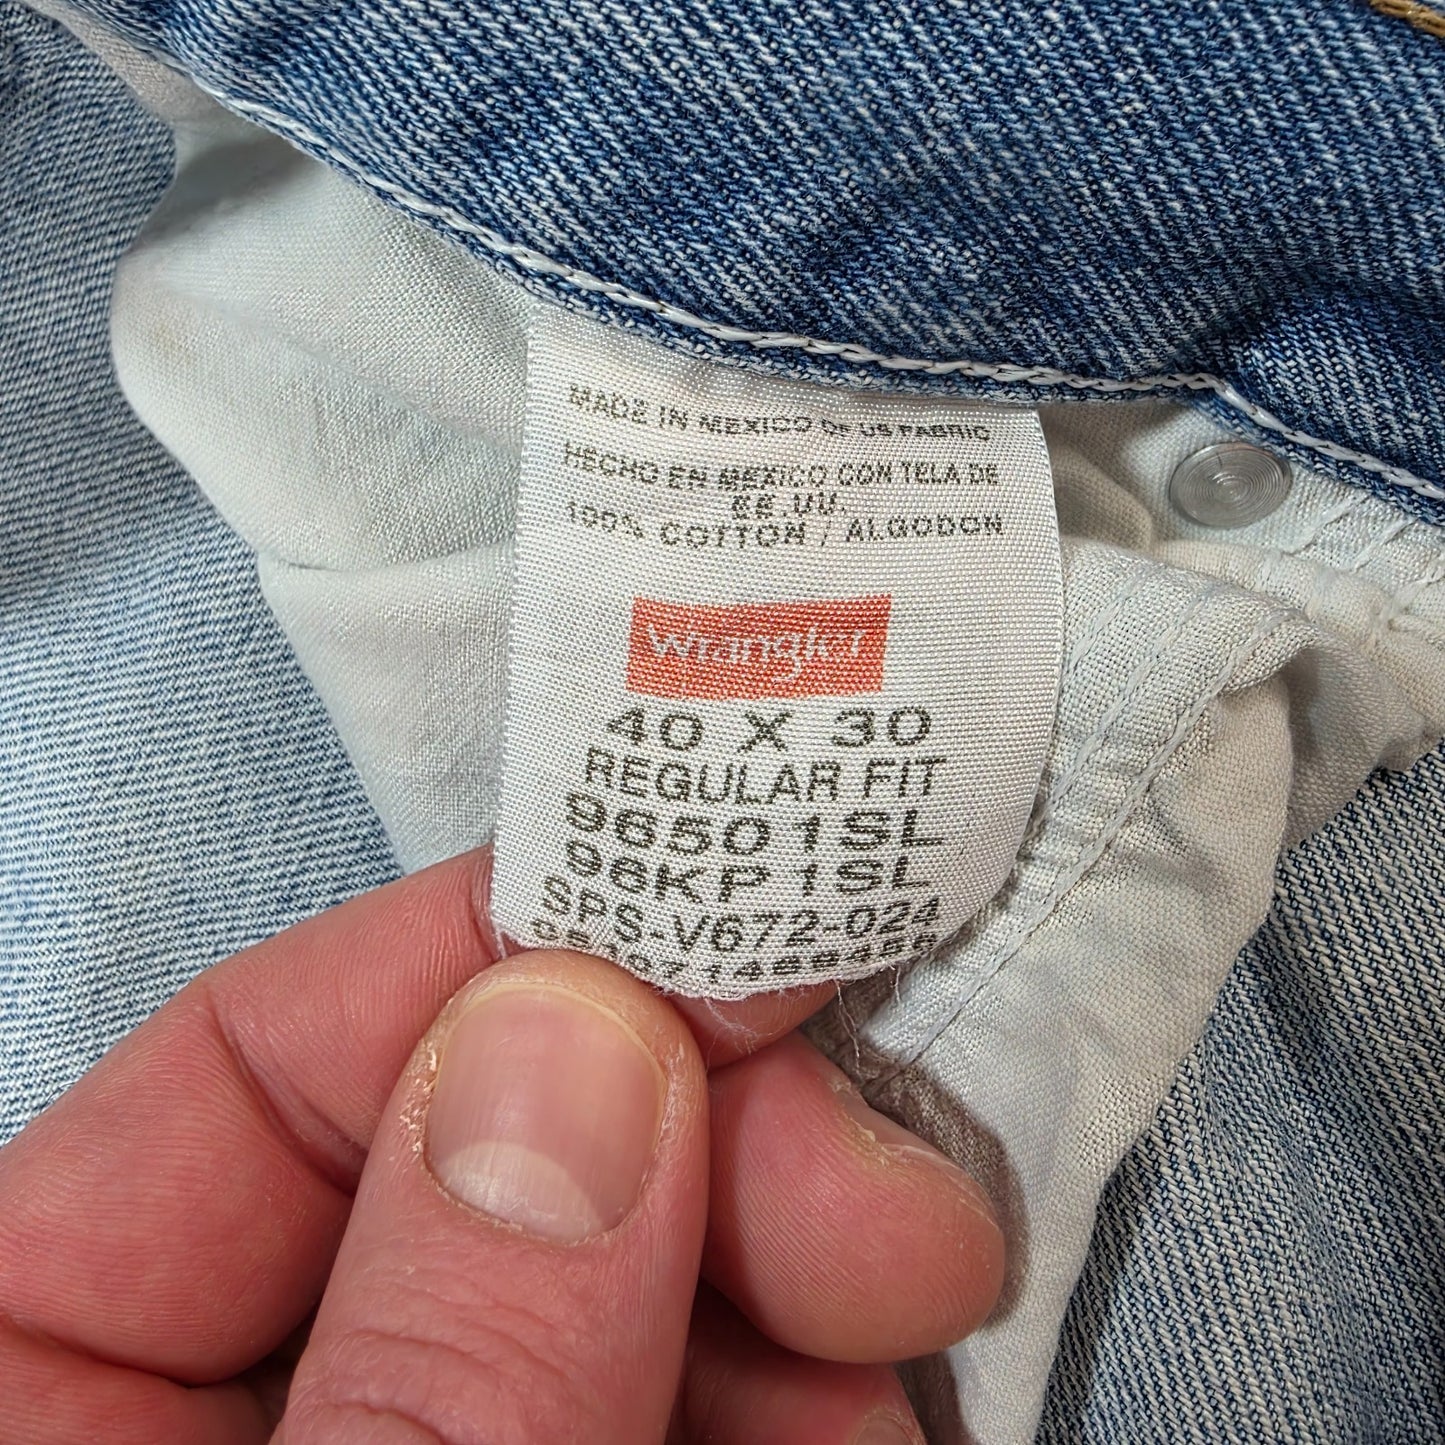 MADE IN MEXICO OF US FABRIC
HECHO EN MEXICO CON TELA DE
EE.UU.
100% COTTON / ALGODON
Wrangler
40 X 30
REGULAR FIT
96501SL
98KP1SL
SPS-V672-024